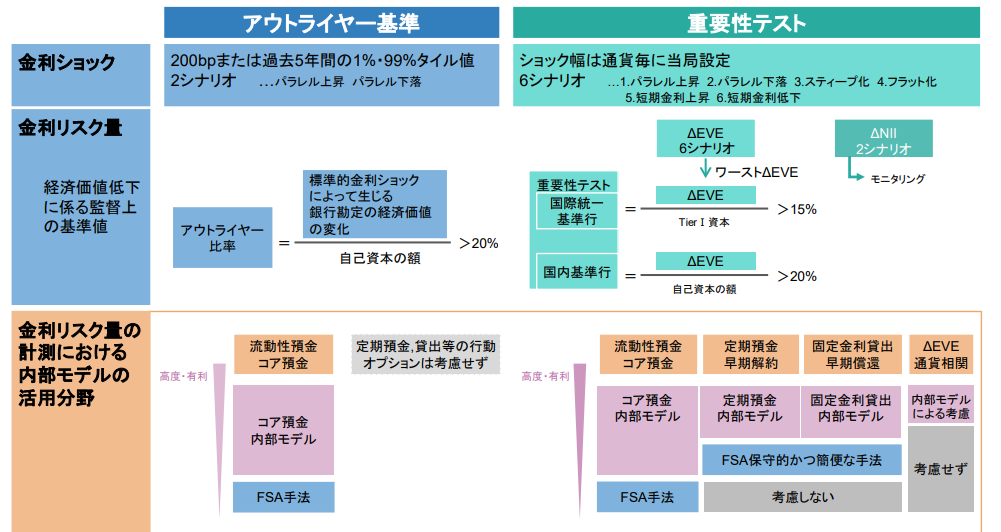 アウトライヤー基準
重要性テスト
金利ショック
200bpまたは過去5年間の1%・99%タイル値
2シナリオ …パラレル上昇 パラレル下落
ショック幅は通貨毎に当局設定
6シナリオ …1.パラレル上昇 2.パラレル下落 3.スティープ化 4.フラット化
5.短期金利上昇 6.短期金利低下
金利リスク量
経済価値低下
に係る監督上
の基準値
アウトライヤー
比率
=
標準的金利ショック
によって生じる
銀行勘定の経済価値
の変化
自己資本の額
>20%
ΔEVE
6シナリオ
ワーストΔEVE
ΔNII
2シナリオ
モニタリング
重要性テスト
国際統一
基準行
=
ΔEVE
Tier I 資本
>15%
国内基準行
=
ΔEVE
自己資本の額
>20%
金利リスク量の
計測における
内部モデルの
活用分野
高度・有利
流動性預金
コア預金
定期預金,貸出等の行動
オプションは考慮せず
コア預金
内部モデル
FSA手法
高度・有利
流動性預金
コア預金
定期預金
早期解約
固定金利貸出
早期償還
ΔEVE
通貨相関
コア預金
内部モデル
定期預金
内部モデル
固定金利貸出
内部モデル
内部モデル
による考慮
FSA保守的かつ簡便な手法
考慮せず
FSA手法
考慮しない